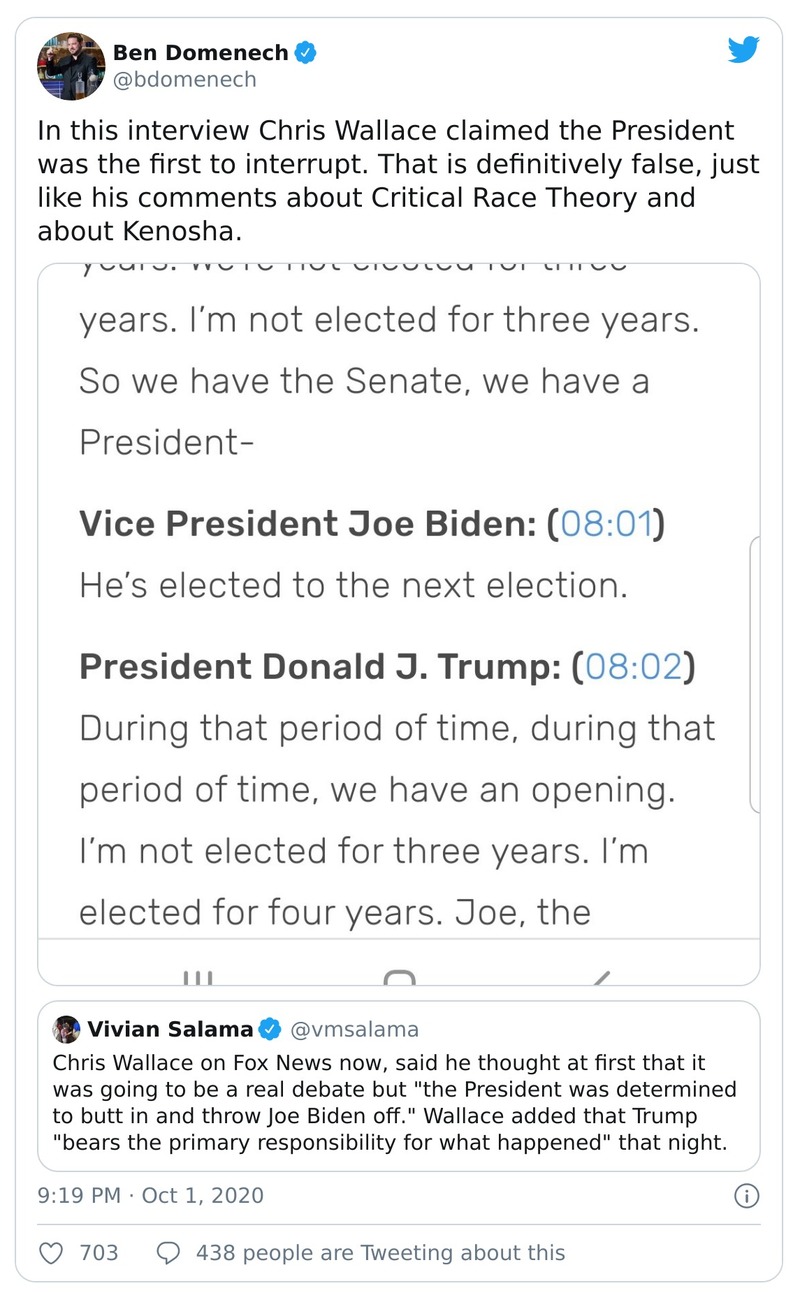 Ben Domenech
@bdomenech
In this interview Chris Wallace claimed the President
was the first to interrupt. That is definitively false, just
like his comments about Critical Race Theory and
about Kenosha.
years. We're not elected for three
years. I'm not elected for three years.
So we have the Senate, we have a
President-
Vice President Joe Biden: (08:01)
He's elected to the next election.
President Donald J. Trump: (08:02)
During that period of time, during that
period of time, we have an opening.
I'm not elected for three years. I'm
elected for four years. Joe, the
Vivian Salama @vmsalama
Chris Wallace on Fox News now, said he thought at first that it
was going to be a real debate but "the President was determined
to butt in and throw Joe Biden off." Wallace added that Trump
"bears the primary responsibility for what happened" that night.
9:19 PM · Oct 1, 2020
703 438 people are Tweeting about this